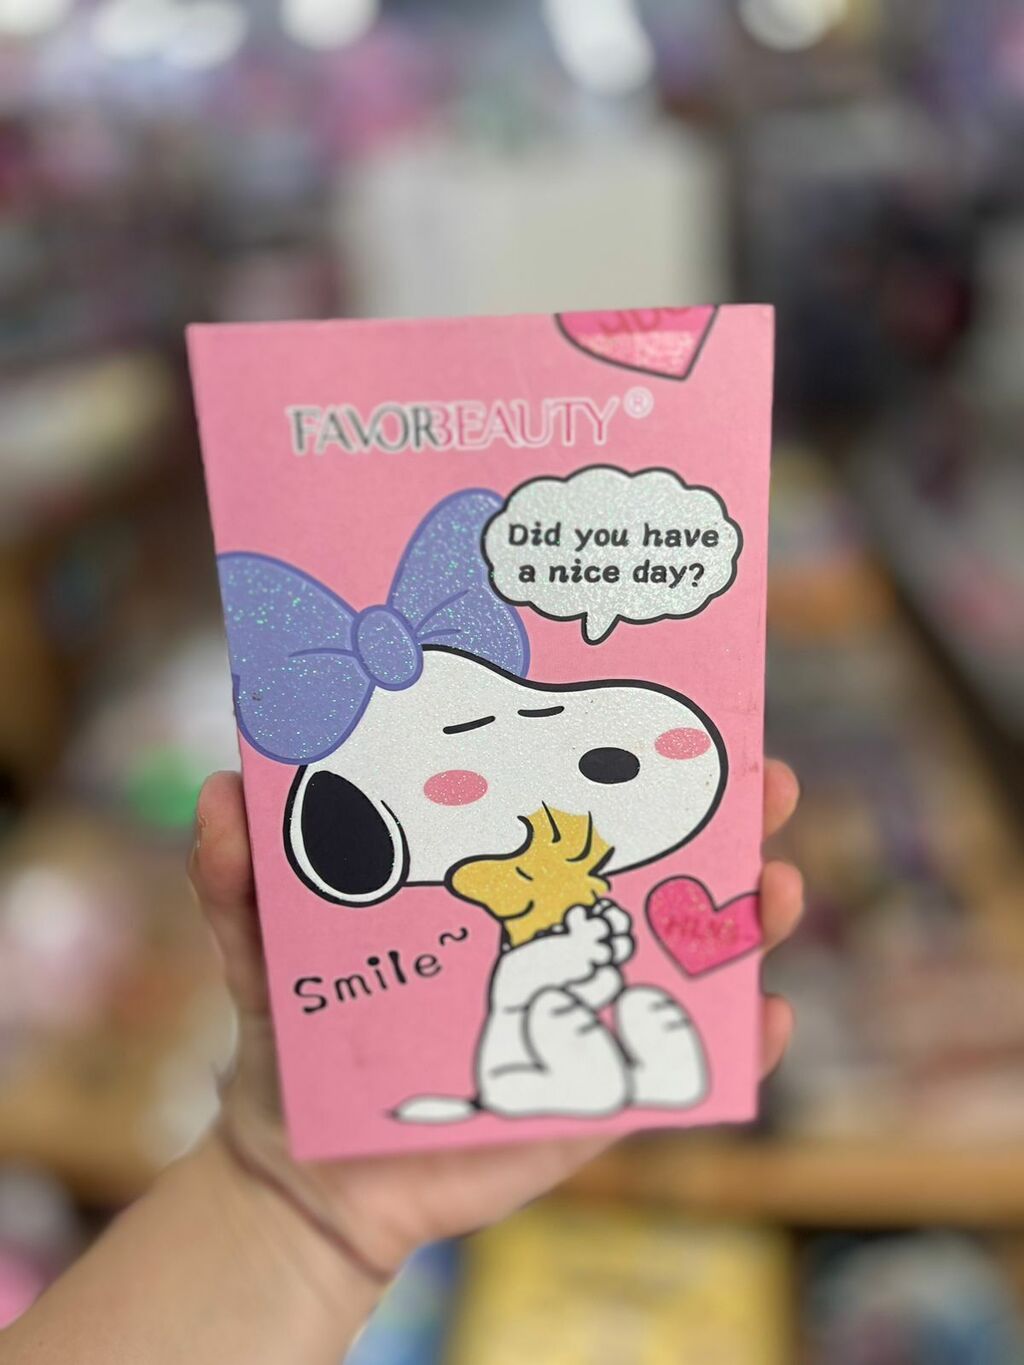 FAVORBEAUTY®
Did you have
a nice day?
Smile~